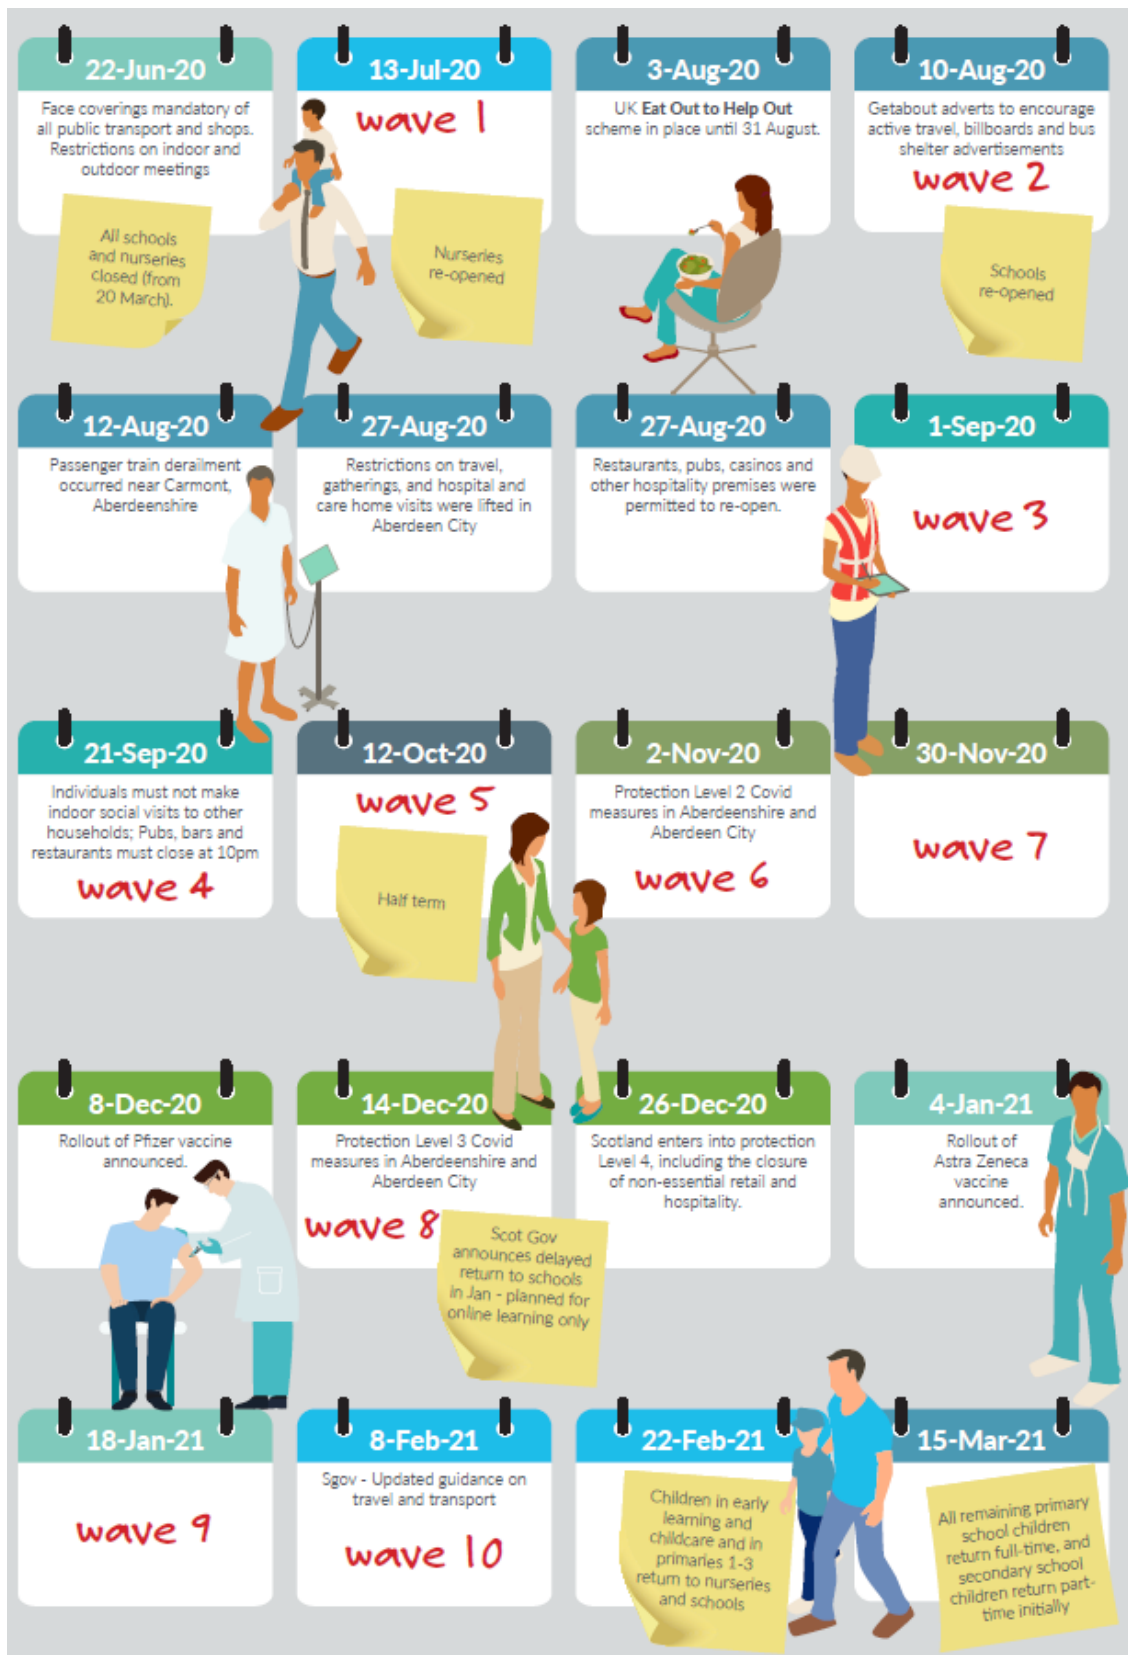 22-Jun-20
Face coverings mandatory of
all public transport and shops.
Restrictions on indoor and
outdoor meetings
All schools
and nurseries
closed (from
20 March).
13-Jul-20
wave 1
Nurseries
re-opened
3-Aug-20
UK Eat Out to Help Out
scheme in place until 31 August.
10-Aug-20
Getabout adverts to encourage
active travel, billboards and bus
shelter advertisements
wave 2
Schools
re-opened
12-Aug-20
Passenger train derailment
occurred near Carmont,
Aberdeenshire
27-Aug-20
Restrictions on travel,
gatherings, and hospital and
care home visits were lifted in
Aberdeen City
27-Aug-20
Restaurants, pubs, casinos and
other hospitality premises were
permitted to re-open.
1-Sep-20
wave 3
21-Sep-20
Individuals must not make
indoor social visits to other
households; Pubs, bars and
restaurants must close at 10pm
wave 4
12-Oct-20
wave 5
Half term
2-Nov-20
Protection Level 2 Covid
measures in Aberdeenshire and
Aberdeen City
wave 6
30-Nov-20
wave 7
8-Dec-20
Rollout of Pfizer vaccine
announced.
14-Dec-20
Protection Level 3 Covid
measures in Aberdeenshire and
Aberdeen City
wave 8
Scot Gov
announces delayed
return to schools
in Jan - planned for
online learning only
26-Dec-20
Scotland enters into protection
Level 4, including the closure
of non-essential retail and
hospitality.
4-Jan-21
Rollout of
Astra Zeneca
vaccine
announced.
18-Jan-21
wave 9
8-Feb-21
Sgov - Updated guidance on
travel and transport
wave 10
22-Feb-21
Children in early
learning and
childcare and in
primaries 1-3
return to nurseries
and schools
15-Mar-21
All remaining primary
school children
return full-time, and
secondary school
children return part-
time initially